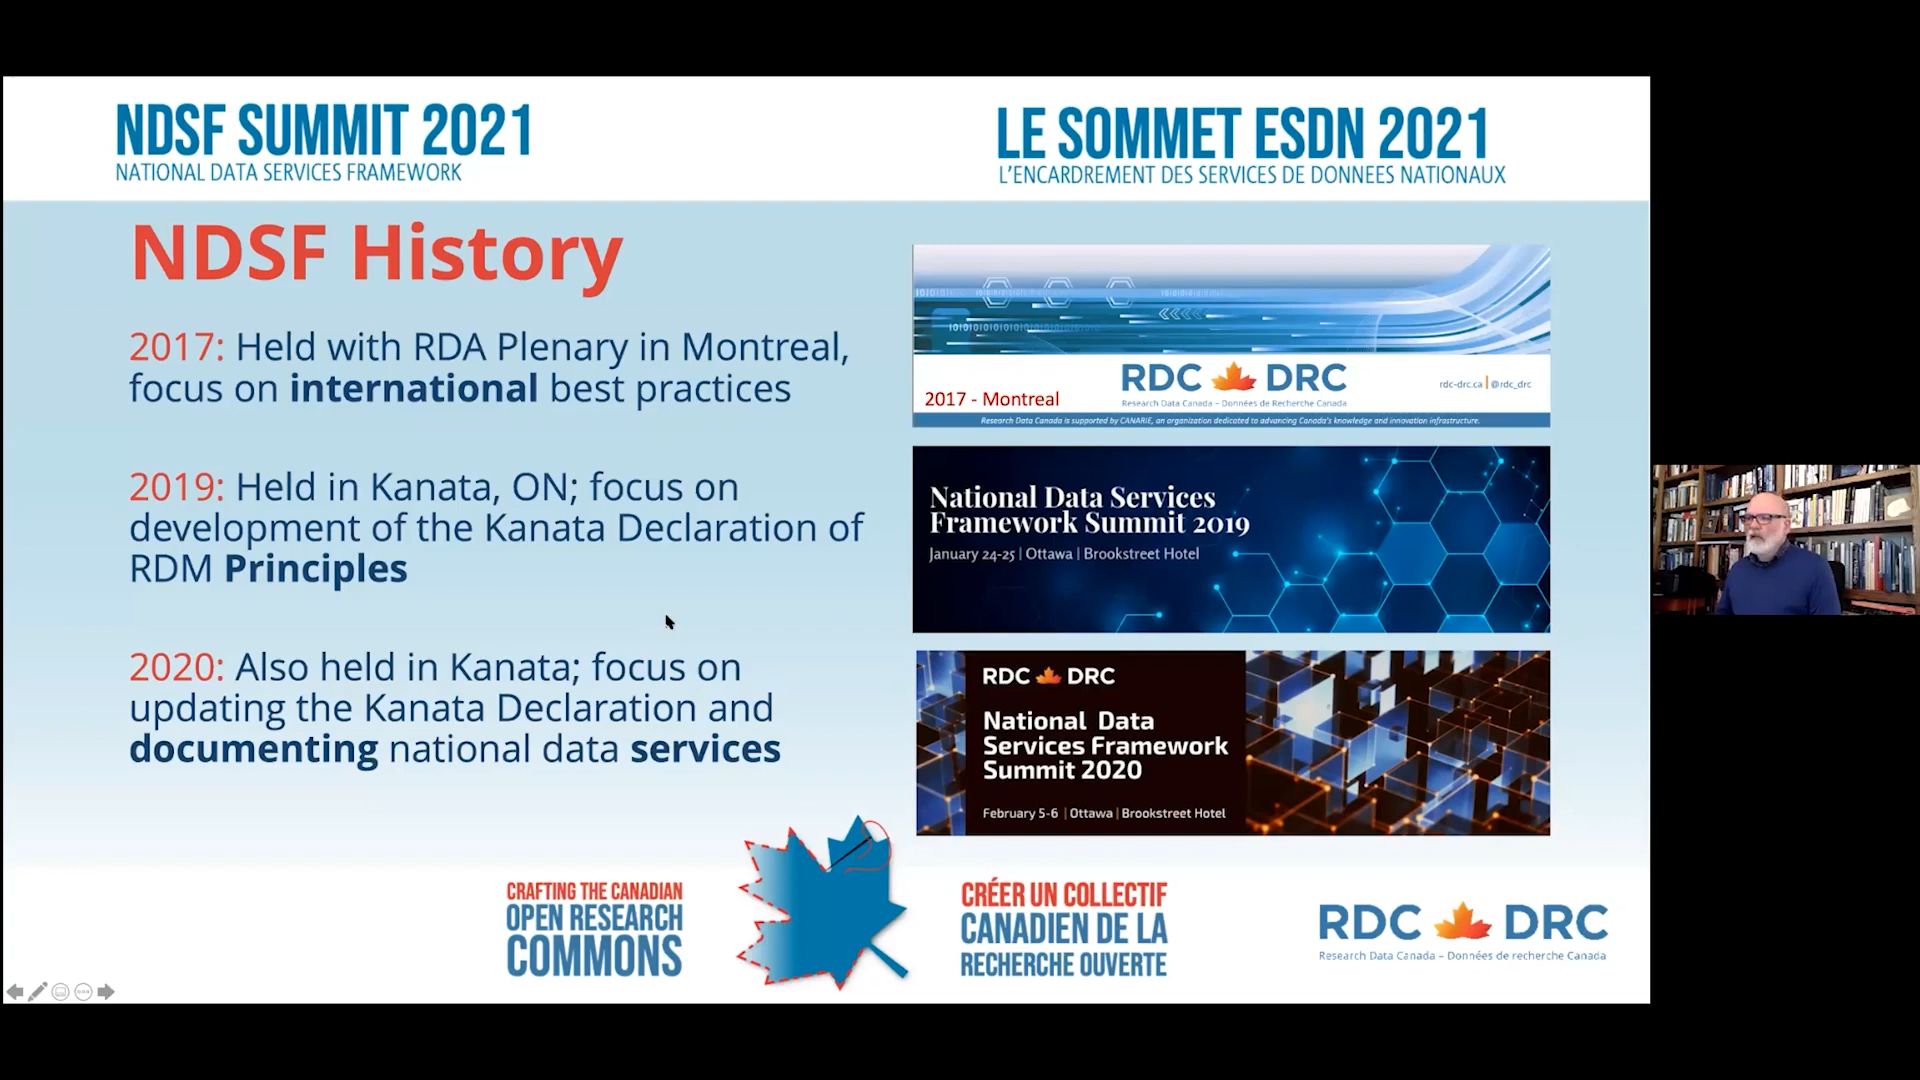 NDSF SUMMIT 2021
NATIONAL DATA SERVICES FRAMEWORK
LE SOMMET ESDN 2021
L'ENCARDREMENT DES SERVICES DE DONNEES NATIONAUX
NDSF History
2017: Held with RDA Plenary in Montreal,
focus on international best practices
2019: Held in Kanata, ON; focus on
development of the Kanata Declaration of
RDM Principles
2020: Also held in Kanata; focus on
updating the Kanata Declaration and
documenting national data services
RDC DRC
Research Data Canada – Données de Recherche Canada
2017 - Montreal
rdc-drc.ca | @rdc_drc
Research Data Canada is supported by CANARIE, an organization dedicated to advancing Canada's knowledge and innovation infrastructure.
National Data Services
Framework Summit 2019
January 24-25 | Ottawa | Brookstreet Hotel
RDC DRC
National Data
Services Framework
Summit 2020
February 5-6 | Ottawa | Brookstreet Hotel
CRAFTING THE CANADIAN
OPEN RESEARCH
COMMONS
CRÉER UN COLLECTIF
CANADIEN DE LA
RECHERCHE OUVERTE
RDC DRC
Research Data Canada – Données de recherche Canada